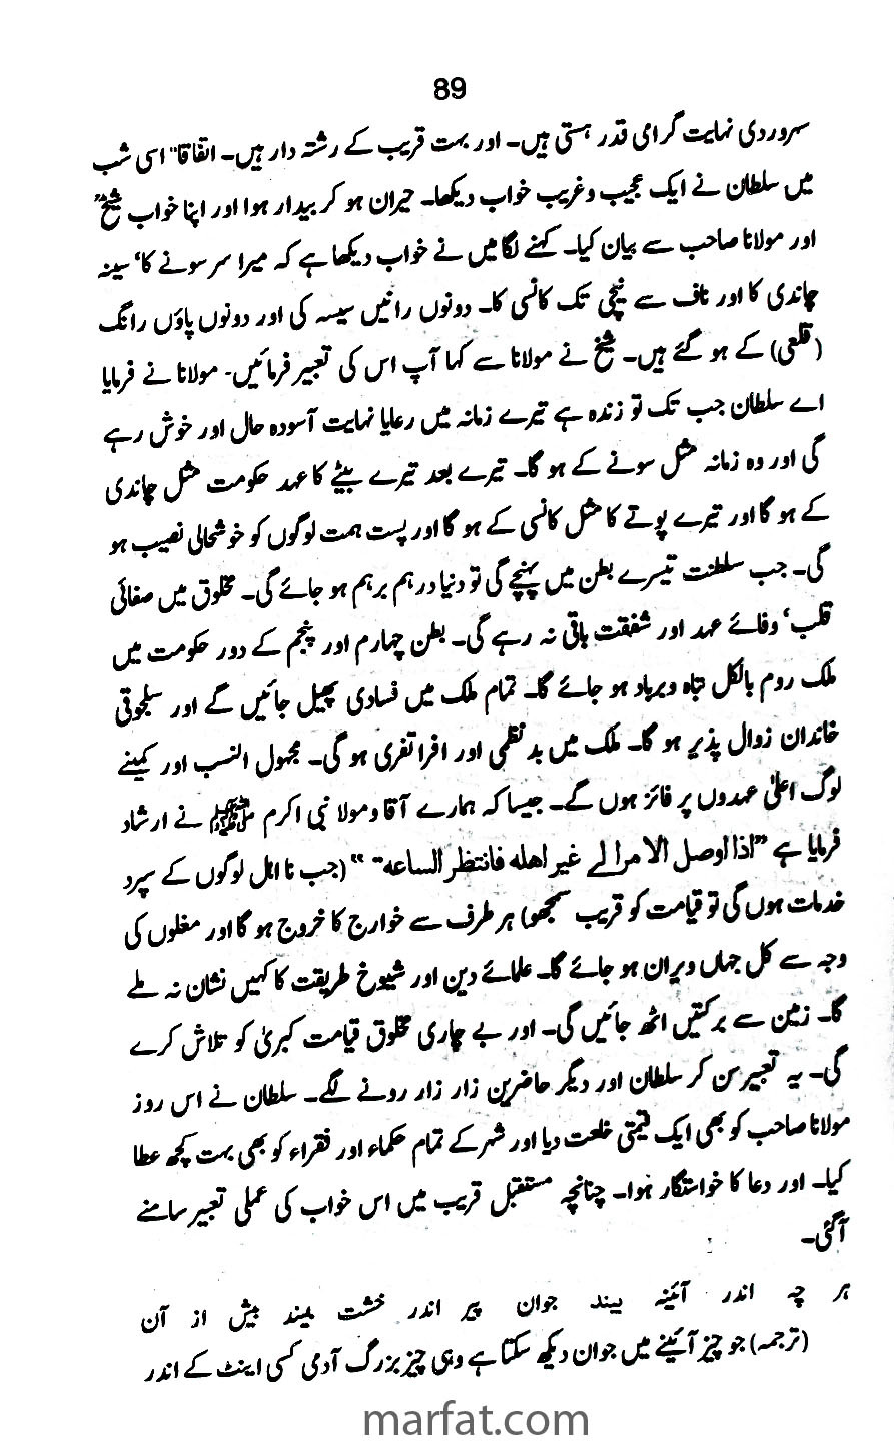 89
سہروردی نہایت گرامی قدر ہستی ہیں۔ اور بہت قریب کے رشتہ دار ہیں۔ اتفاقا" اسی شب
میں سلطان نے ایک عجیب وغریب خواب دیکھا۔ حیران ہو کر بیدار ہوا اور اپنا خواب شیخؒ
اور مولانا صاحب سے بیان کیا۔ کہنے لگا میں نے خواب دیکھا ہے کہ میرا سر سونے کا، سینہ
چاندی کا اور ناف سے نیچی تک کانسی کا۔ دونوں رانیں سیسہ کی اور دونوں پاؤں رانگ
(قلعی) کے ہو گئے ہیں۔ شیخ نے مولانا سے کہا آپ اس کی تعبیر فرمائیں۔ مولانا نے فرمایا
اے سلطان جب تک تو زندہ ہے تیرے زمانہ میں رعایا نہایت آسودہ حال اور خوش رہے
گی اور وہ زمانہ مثل سونے کے ہو گا۔ تیرے بعد تیرے بیٹے کا عہد حکومت مثل چاندی
کے ہو گا اور تیرے پوتے کا مثل کانسی کے ہو گا اور پست ہمت لوگوں کو خوشحالی نصیب ہو
گی۔ جب سلطنت تیسرے بطن میں پہنچے گی تو دنیا درہم برہم ہو جائے گی۔ مخلوق میں صفائی
قلب، وفائے عہد اور شفقت باقی نہ رہے گی۔ بطن چہارم اور پنجم کے دور حکومت میں
ملک روم بالکل تباہ وبرباد ہو جائے گا۔ تمام ملک میں فسادی پھیل جائیں گے اور سلجوقی
خاندان زوال پذیر ہو گا۔ ملک میں بد نظمی اور افرا تفری ہو گی۔ مجہول النسب اور کمینے
لوگ اعلیٰ عہدوں پر فائز ہوں گے۔ جیسا کہ ہمارے آقا ومولا نبی اکرم ﷺ نے ارشاد
فرمایا ہے "اذا اوصل الامر الے غیر اھلہ فانتظر الساعہ" (جب نا اہل لوگوں کے سپرد
خدمات ہوں گی تو قیامت کو قریب سمجھو) ہر طرف سے خوارج کا خروج ہو گا اور مغلوں کی
وجہ سے کل جہاں ویران ہو جائے گا۔ علمائے دین اور شیوخ طریقت کا کہیں نشان نہ ملے
گا۔ زمین سے برکتیں اٹھ جائیں گی۔ اور بے چاری مخلوق قیامت کبریٰ کو تلاش کرے
گی۔ یہ تعبیر سن کر سلطان اور دیگر حاضرین زار زار رونے لگے۔ سلطان نے اس روز
مولانا صاحب کو بھی ایک قیمتی خلعت دیا اور شہر کے تمام حکماء اور فقراء کو بھی بہت کچھ عطا
کیا۔ اور دعا کا خواستگار ہوا۔ چنانچہ مستقبل قریب میں اس خواب کی عملی تعبیر سامنے
آگئی۔
ہر چہ اندر آئینہ بیند جوان پیر اندر خشت بیند بیش از آن
(ترجمہ) جو چیز آئینے میں جوان دیکھ سکتا ہے وہی چیز بزرگ آدمی کسی اینٹ کے اندر
marfat.com